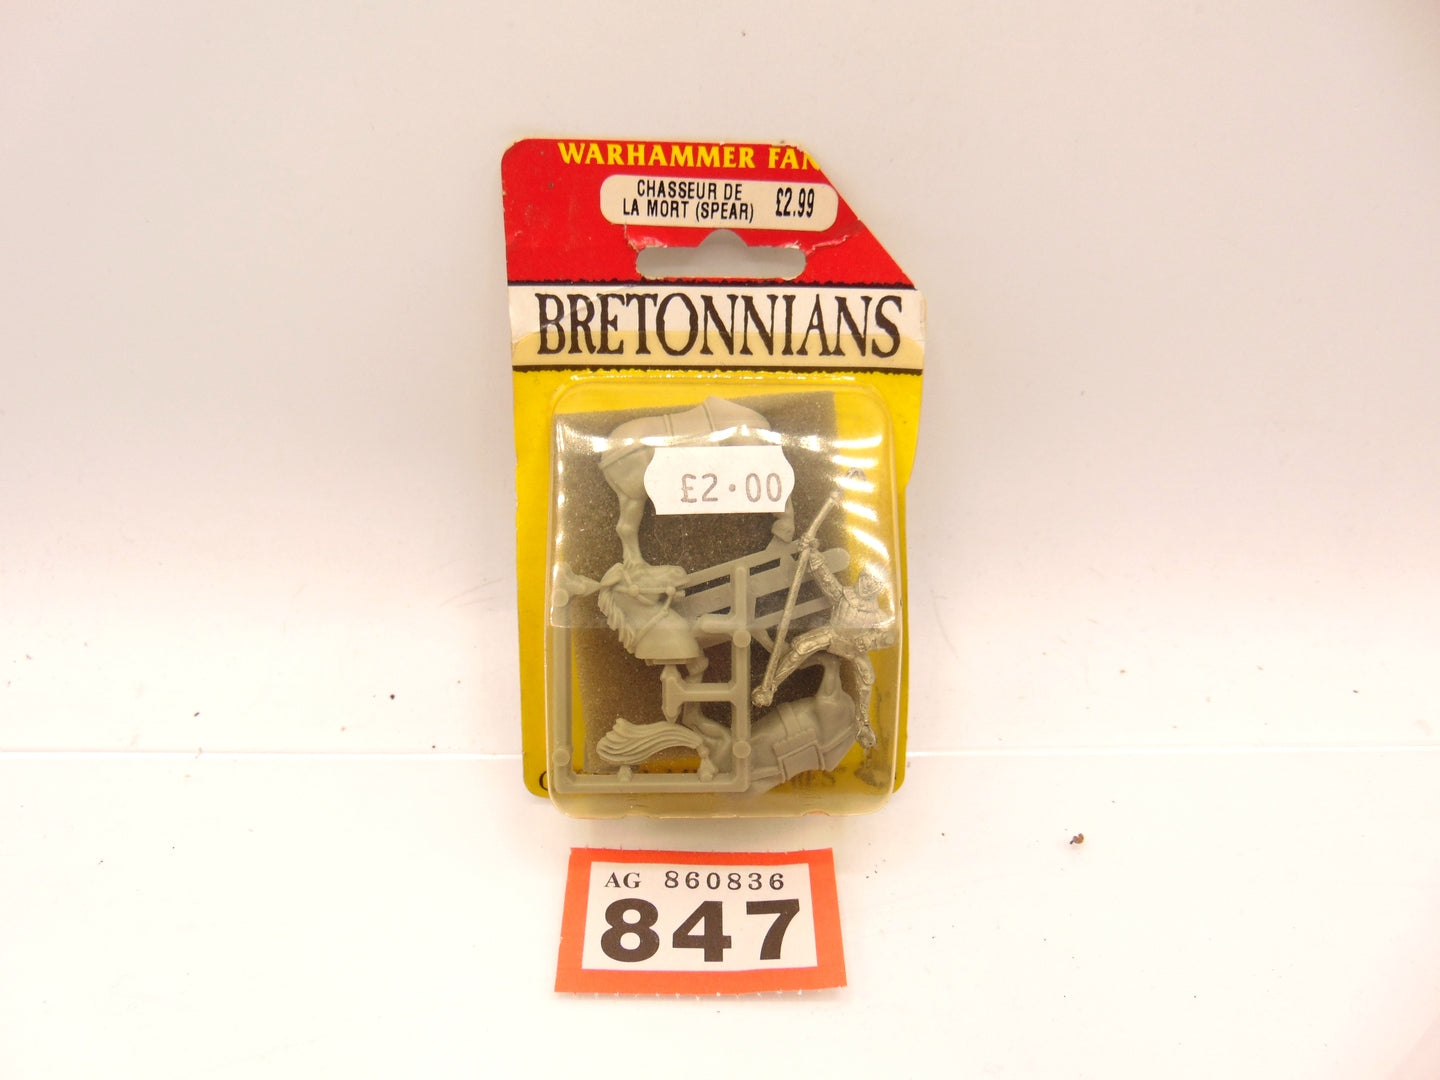 WARHAMMER FAN
CHASSEUR DE
LA MORT (SPEAR) £2.99
BRETONNIANS
£2.00
AG 860836
847